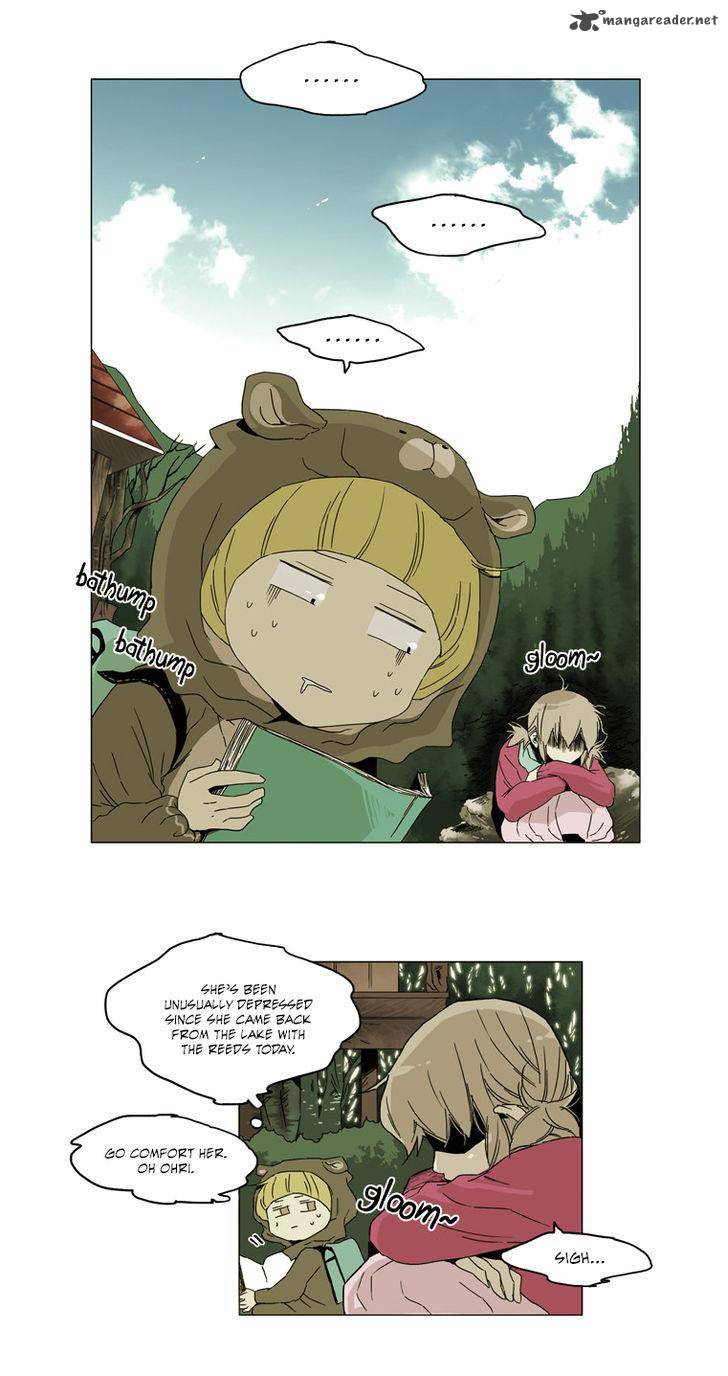 mangareader.net
......
......
......
bathump
bathump
gloom~
SHE'S BEEN
UNUSUALLY DEPRESSED
SINCE SHE CAME BACK
FROM THE LAKE WITH
THE REEDS TODAY.
GO COMFORT HER,
OH OHRI.
gloom~
SIGH...